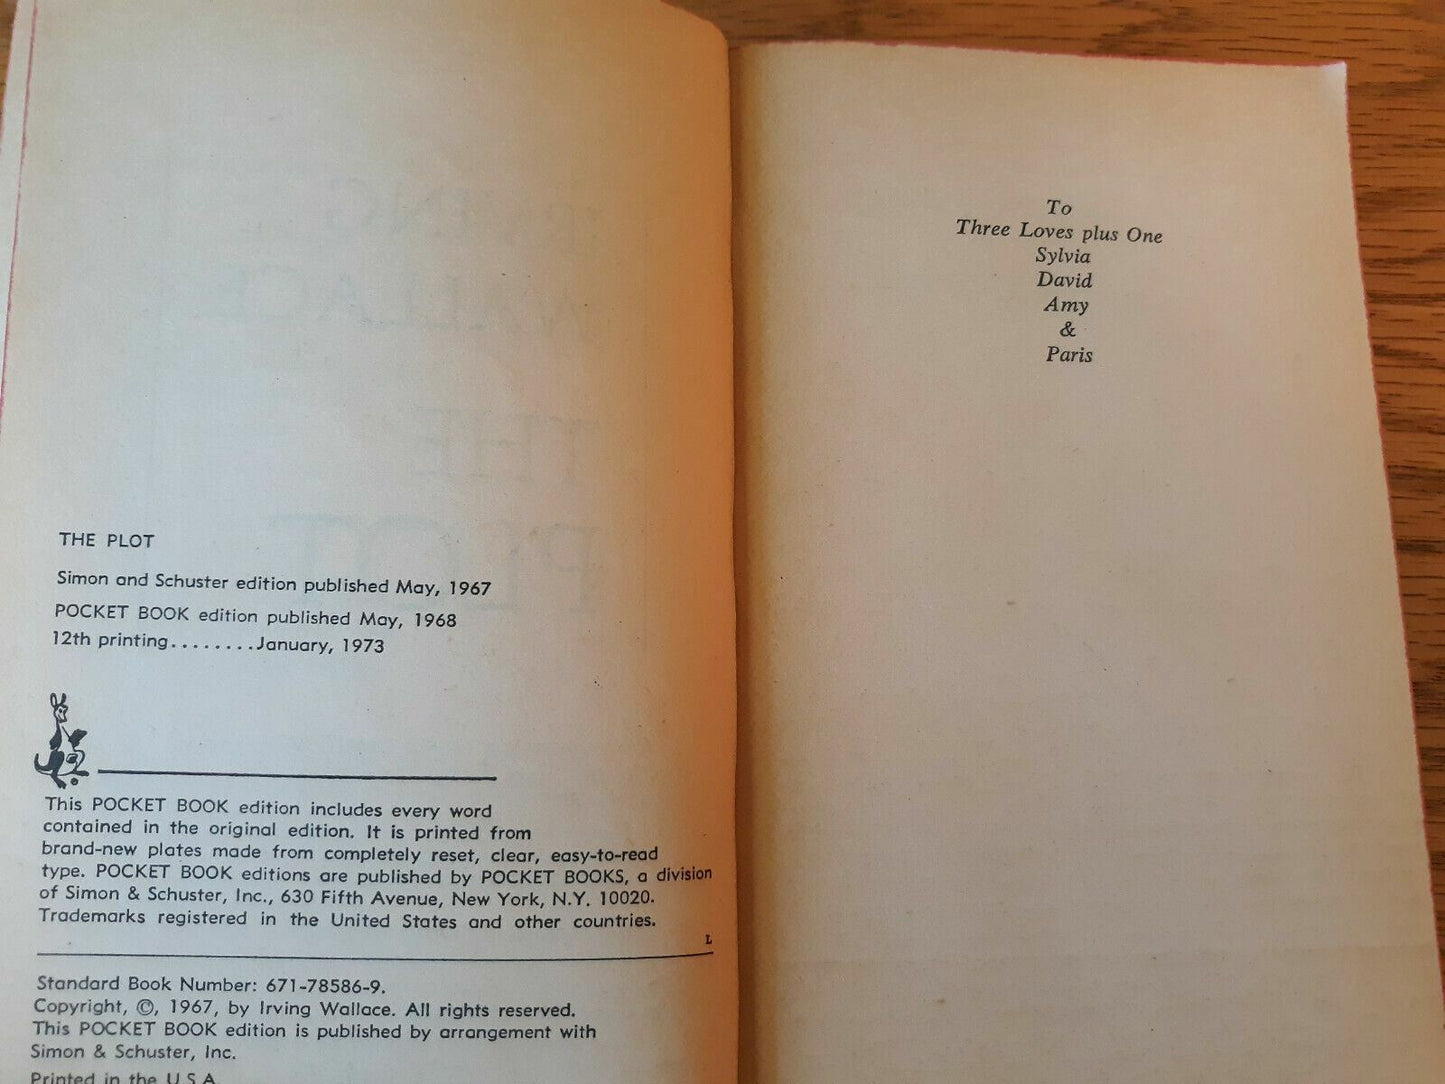 THE PLOT
Simon and Schuster edition published May, 1967
POCKET BOOK edition published May, 1968
12th printing........January, 1973
This POCKET BOOK edition includes every word
contained in the original edition. It is printed from
brand-new plates made from completely reset, clear, easy-to-read
type. POCKET BOOK editions are published by POCKET BOOKS, a division
of Simon & Schuster, Inc., 630 Fifth Avenue, New York, N.Y. 10020.
Trademarks registered in the United States and other countries.
L
Standard Book Number: 671-78586-9.
Copyright, ©, 1967, by Irving Wallace. All rights reserved.
This POCKET BOOK edition is published by arrangement with
Simon & Schuster, Inc.
Printed in the U.S.A.
To
Three Loves plus One
Sylvia
David
Amy
&
Paris